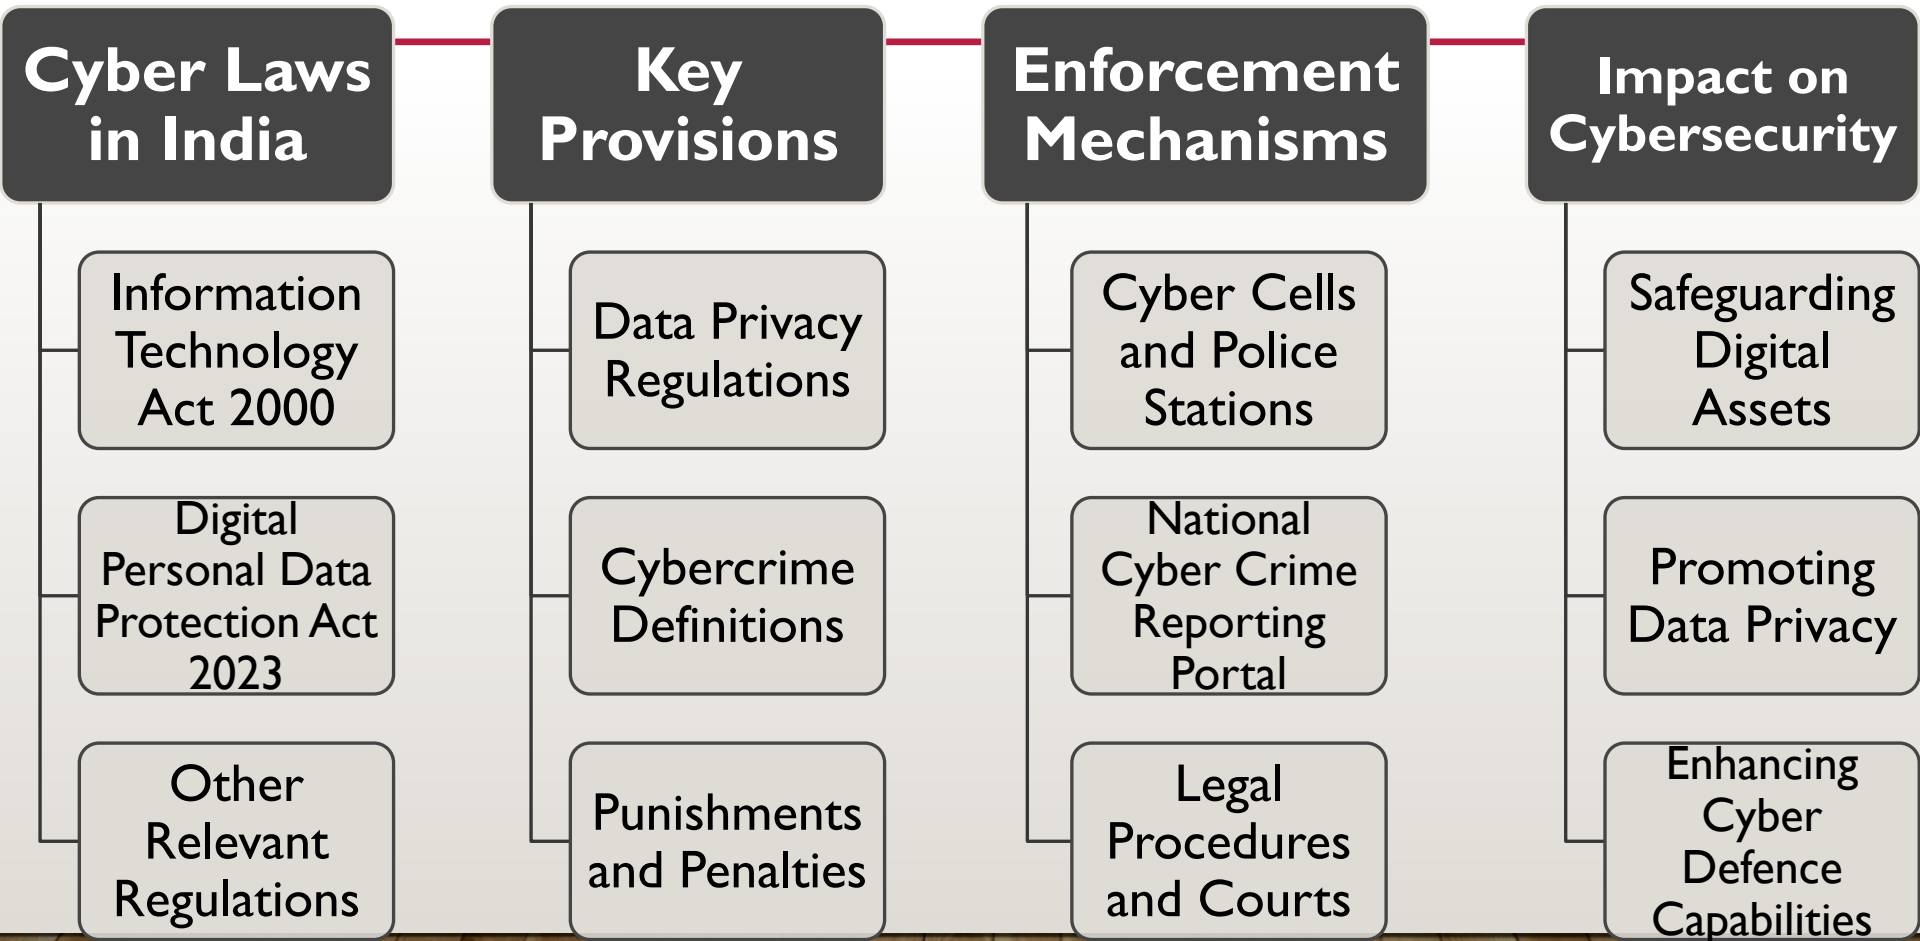 Cyber Laws
in India
Information
Technology
Act 2000
Digital
Personal Data
Protection Act
2023
Other
Relevant
Regulations
Key
Provisions
Data Privacy
Regulations
Cybercrime
Definitions
Punishments
and Penalties
Enforcement
Mechanisms
Cyber Cells
and Police
Stations
National
Cyber Crime
Reporting
Portal
Legal
Procedures
and Courts
Impact on
Cybersecurity
Safeguarding
Digital
Assets
Promoting
Data Privacy
Enhancing
Cyber
Defence
Capabilities